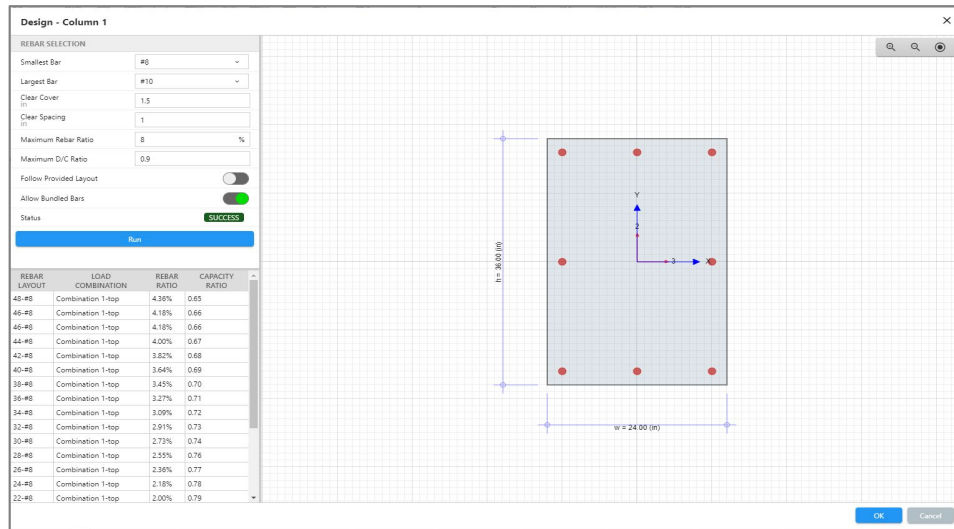 Design - Column 1
REBAR SELECTION
Smallest Bar #8
Largest Bar #10
Clear Cover
in
1.5
Clear Spacing
in
1
Maximum Rebar Ratio 8 %
Maximum D/C Ratio 0.9
Follow Provided Layout
Allow Bundled Bars
Status SUCCESS
Run
REBAR LAYOUT LOAD COMBINATION REBAR RATIO CAPACITY RATIO
48-#8 Combination 1-top 4.36% 0.65
46-#8 Combination 1-top 4.18% 0.66
46-#8 Combination 1-top 4.18% 0.66
44-#8 Combination 1-top 4.00% 0.67
42-#8 Combination 1-top 3.82% 0.68
40-#8 Combination 1-top 3.64% 0.69
38-#8 Combination 1-top 3.45% 0.70
36-#8 Combination 1-top 3.27% 0.71
34-#8 Combination 1-top 3.09% 0.72
32-#8 Combination 1-top 2.91% 0.73
30-#8 Combination 1-top 2.73% 0.74
28-#8 Combination 1-top 2.55% 0.76
26-#8 Combination 1-top 2.36% 0.77
24-#8 Combination 1-top 2.18% 0.78
22-#8 Combination 1-top 2.00% 0.79
Y
2
3 X
h = 36.00 (in)
w = 24.00 (in)
OK Cancel